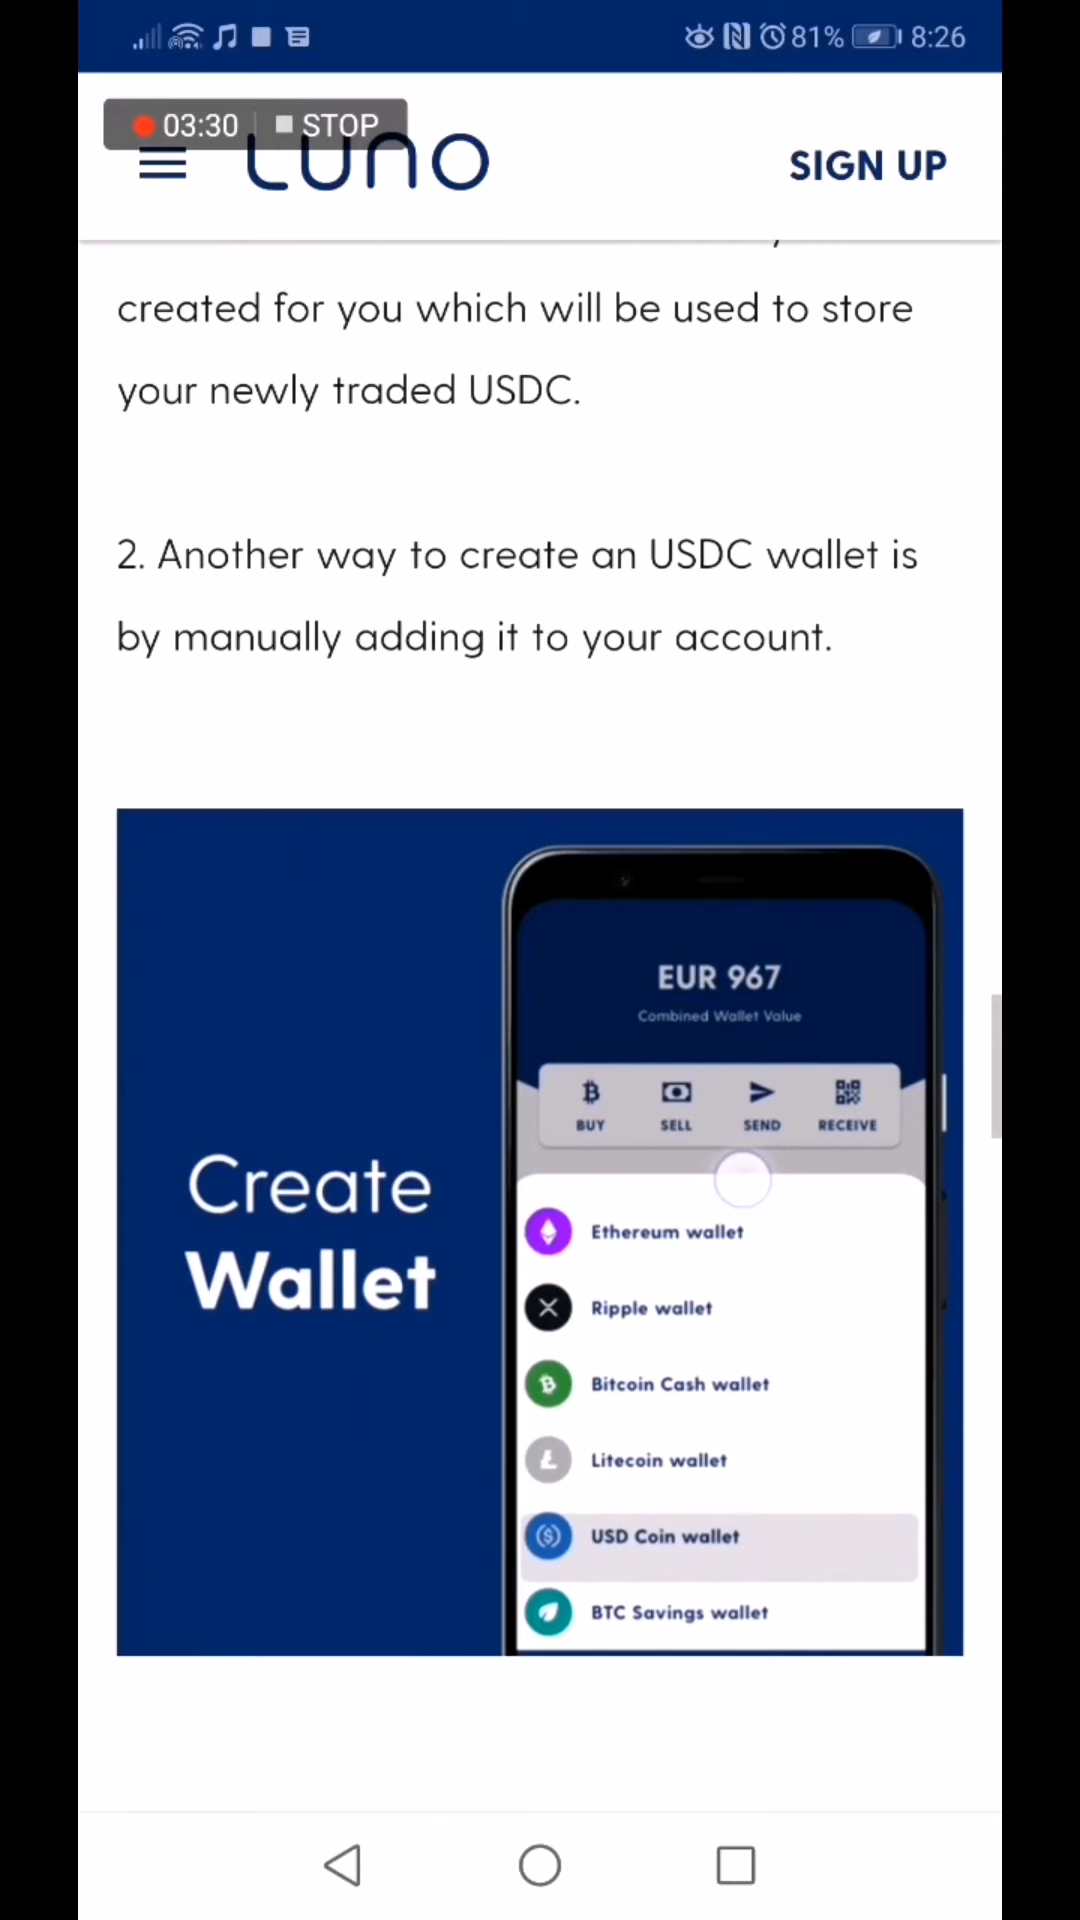 81% 8:26
03:30 STOP
LUNO
SIGN UP
created for you which will be used to store
your newly traded USDC.
2. Another way to create an USDC wallet is
by manually adding it to your account.
Create
Wallet
EUR 967
Combined Wallet Value
BUY SELL SEND RECEIVE
Ethereum wallet
Ripple wallet
Bitcoin Cash wallet
Litecoin wallet
USD Coin wallet
BTC Savings wallet